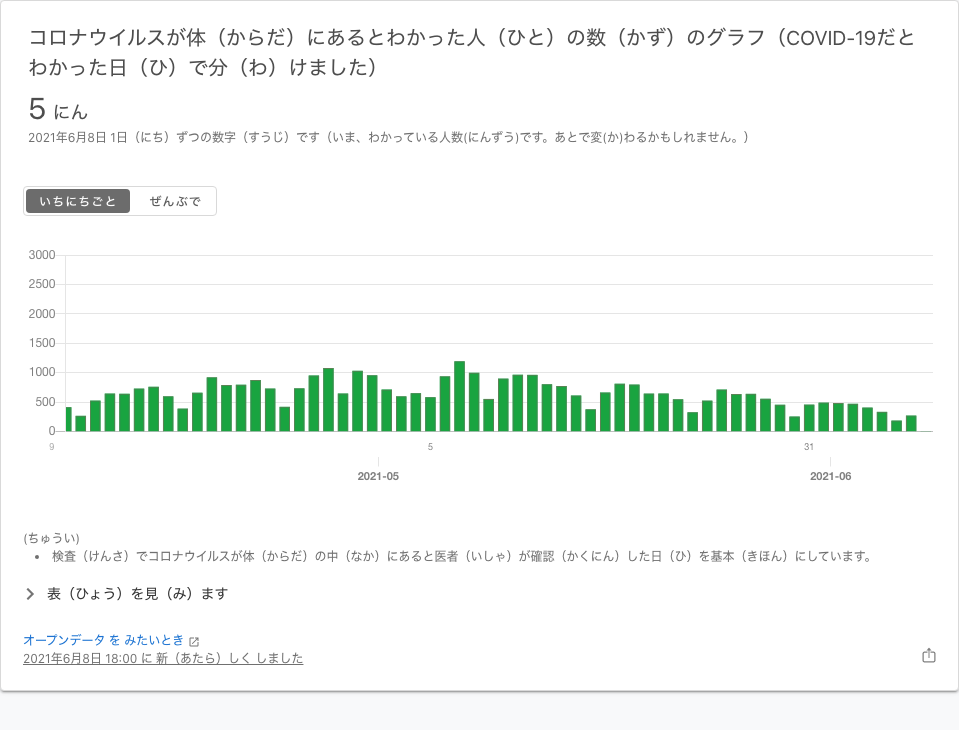 コロナウイルスが体（からだ）にあるとわかった人（ひと）の数（かず）のグラフ（COVID-19だと
わかった日（ひ）で分（わ）けました）
5 にん
2021年6月8日 1日（にち）ずつの数字（すうじ）です（いま、わかっている人数(にんずう)です。あとで変(か)わるかもしれません。）
いちにちごと ぜんぶで
3000
2500
2000
1500
1000
500
0
9 5 31
2021-05 2021-06
(ちゅうい)
• 検査（けんさ）でコロナウイルスが体（からだ）の中（なか）にあると医者（いしゃ）が確認（かくにん）した日（ひ）を基本（きほん）にしています。
表（ひょう）を見（み）ます
オープンデータ を みたいとき
2021年6月8日 18:00 に 新（あたら）しく しました